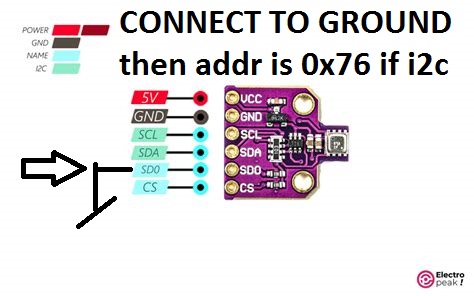 CONNECT TO GROUND
then addr is 0x76 if i2c
POWER
GND
NAME
I2C
5V VCC
GND GND
SCL SCL
SDA SDA
SD0 SDO
CS CS
Electro
peak!